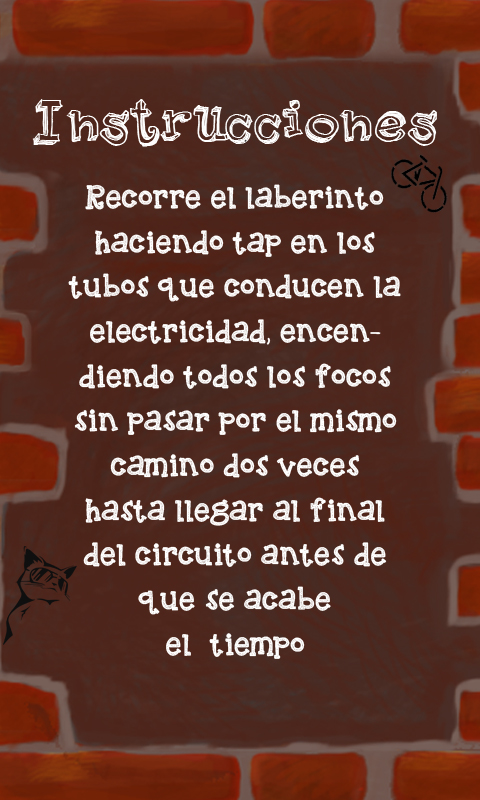 Instrucciones
Recorre el laberinto
haciendo tap en los
tubos que conducen la
electricidad, encen-
diendo todos los focos
sin pasar por el mismo
camino dos veces
hasta llegar al final
del circuito antes de
que se acabe
el tiempo